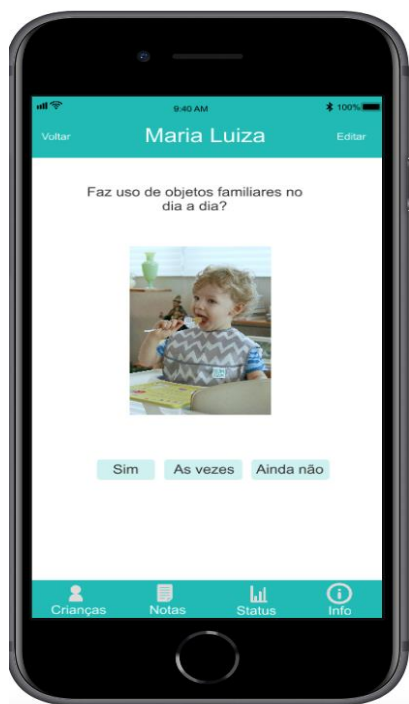 9:40 AM
100%
Voltar
Maria Luiza
Editar
Faz uso de objetos familiares no
dia a dia?
Sim
As vezes
Ainda não
Crianças
Notas
Status
Info